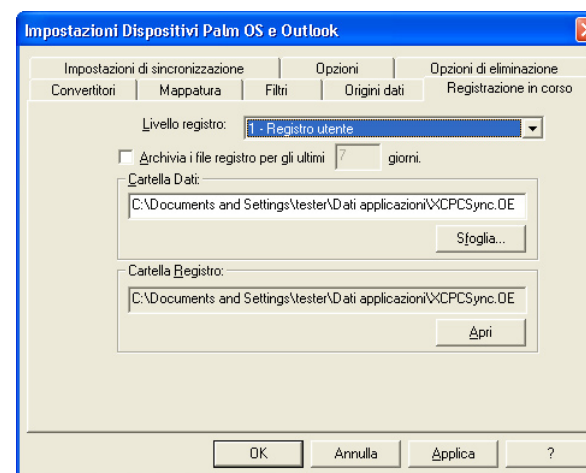 Impostazioni Dispositivi Palm OS e Outlook
Impostazioni di sincronizzazione Opzioni Opzioni di eliminazione
Convertitori Mappatura Filtri Origini dati Registrazione in corso
Livello registro: 1 - Registro utente
Archivia i file registro per gli ultimi 7 giorni.
Cartella Dati:
C:\Documents and Settings\tester\Dati applicazioni\XCPCSync.OE
Sfoglia...
Cartella Registro:
C:\Documents and Settings\tester\Dati applicazioni\XCPCSync.OE
Apri
OK Annulla Applica ?